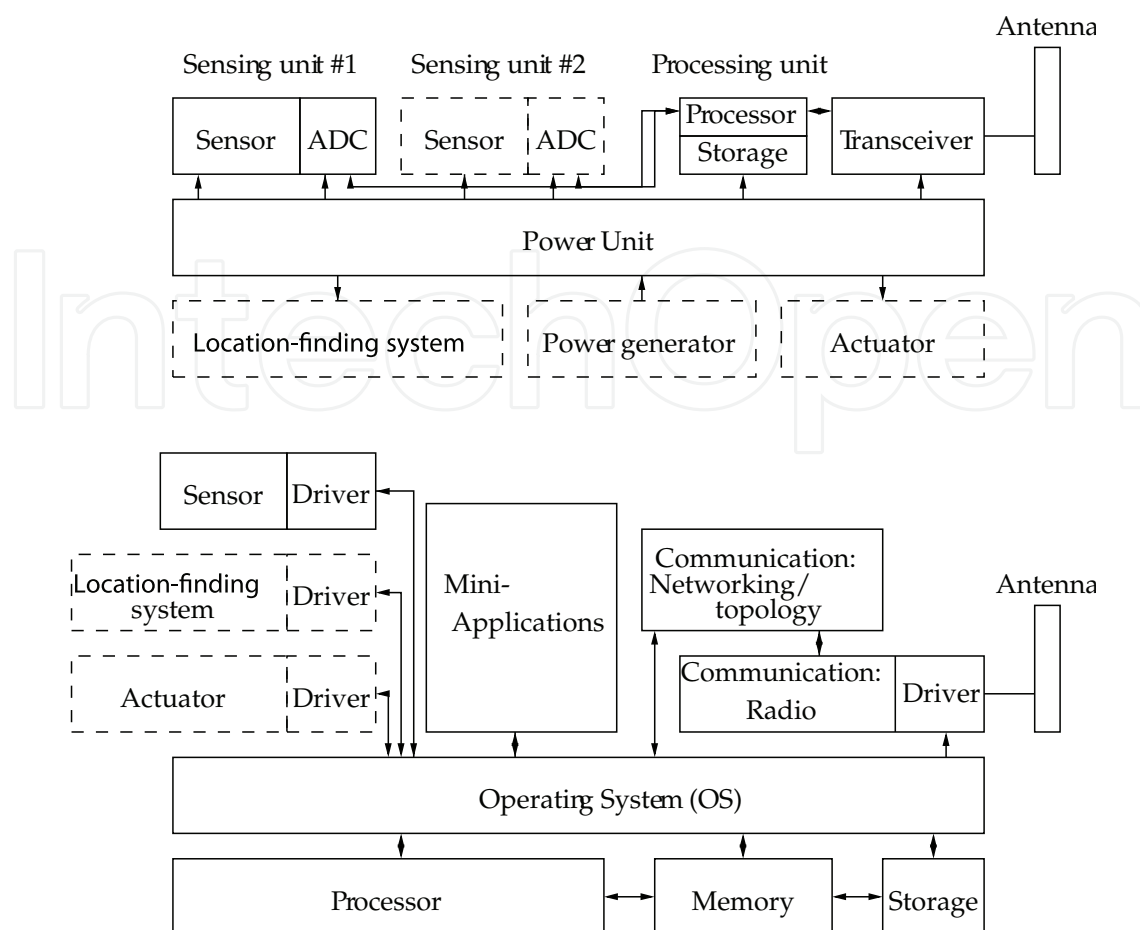 Antenna
Sensing unit #1
Sensing unit #2
Processing unit
Sensor
ADC
Sensor
ADC
Processor
Storage
Transceiver
Power Unit
Location-finding system
Power generator
Actuator
IntechOpen
Sensor
Driver
Location-finding
system
Driver
Actuator
Driver
Mini-
Applications
Communication:
Networking/
topology
Communication:
Radio
Driver
Antenna
Operating System (OS)
Processor
Memory
Storage